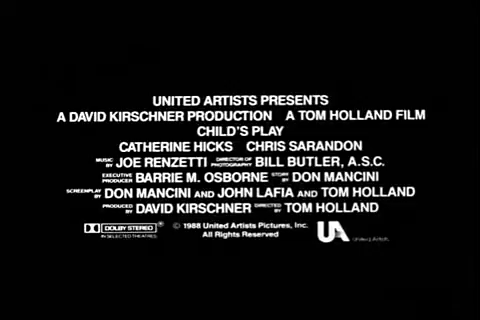 UNITED ARTISTS PRESENTS
A DAVID KIRSCHNER PRODUCTION A TOM HOLLAND FILM
CHILD'S PLAY
CATHERINE HICKS CHRIS SARANDON
MUSIC BY JOE RENZETTI DIRECTOR OF PHOTOGRAPHY BILL BUTLER, A.S.C.
EXECUTIVE PRODUCER BARRIE M. OSBORNE STORY BY DON MANCINI
SCREENPLAY BY DON MANCINI AND JOHN LAFIA AND TOM HOLLAND
PRODUCED BY DAVID KIRSCHNER DIRECTED BY TOM HOLLAND
DOLBY STEREO ®
IN SELECTED THEATRES
© 1988 United Artists Pictures, Inc.
All Rights Reserved
UA